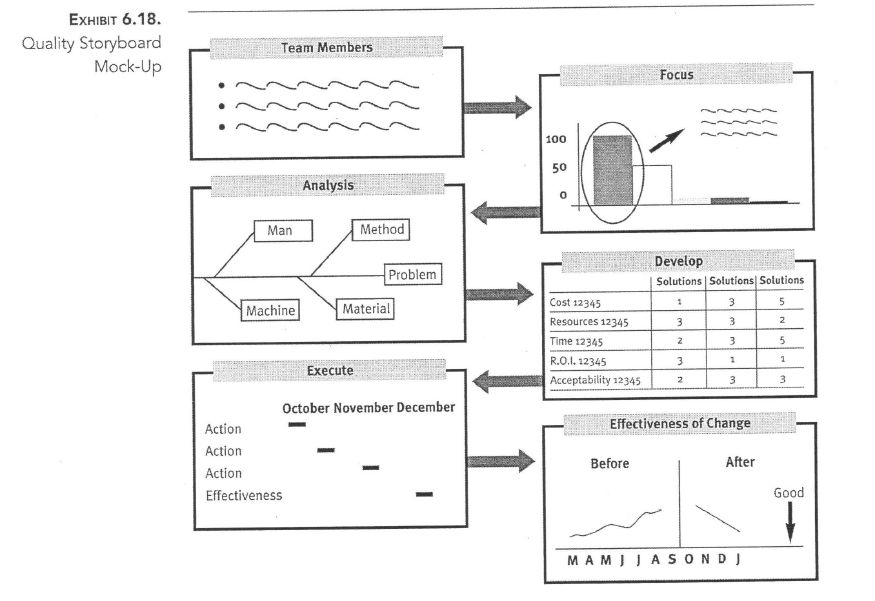 EXHIBIT 6.18.
Quality Storyboard
Mock-Up
Team Members
Focus
100
50
0
Analysis
Man
Method
Problem
Machine
Material
Develop
Solutions Solutions Solutions
Cost 12345 1 3 5
Resources 12345 3 3 2
Time 12345 2 3 5
R.O.I. 12345 3 1 1
Acceptability 12345 2 3 3
Execute
October November December
Action
Action
Action
Effectiveness
Effectiveness of Change
Before After
Good
M A M J J A S O N D J